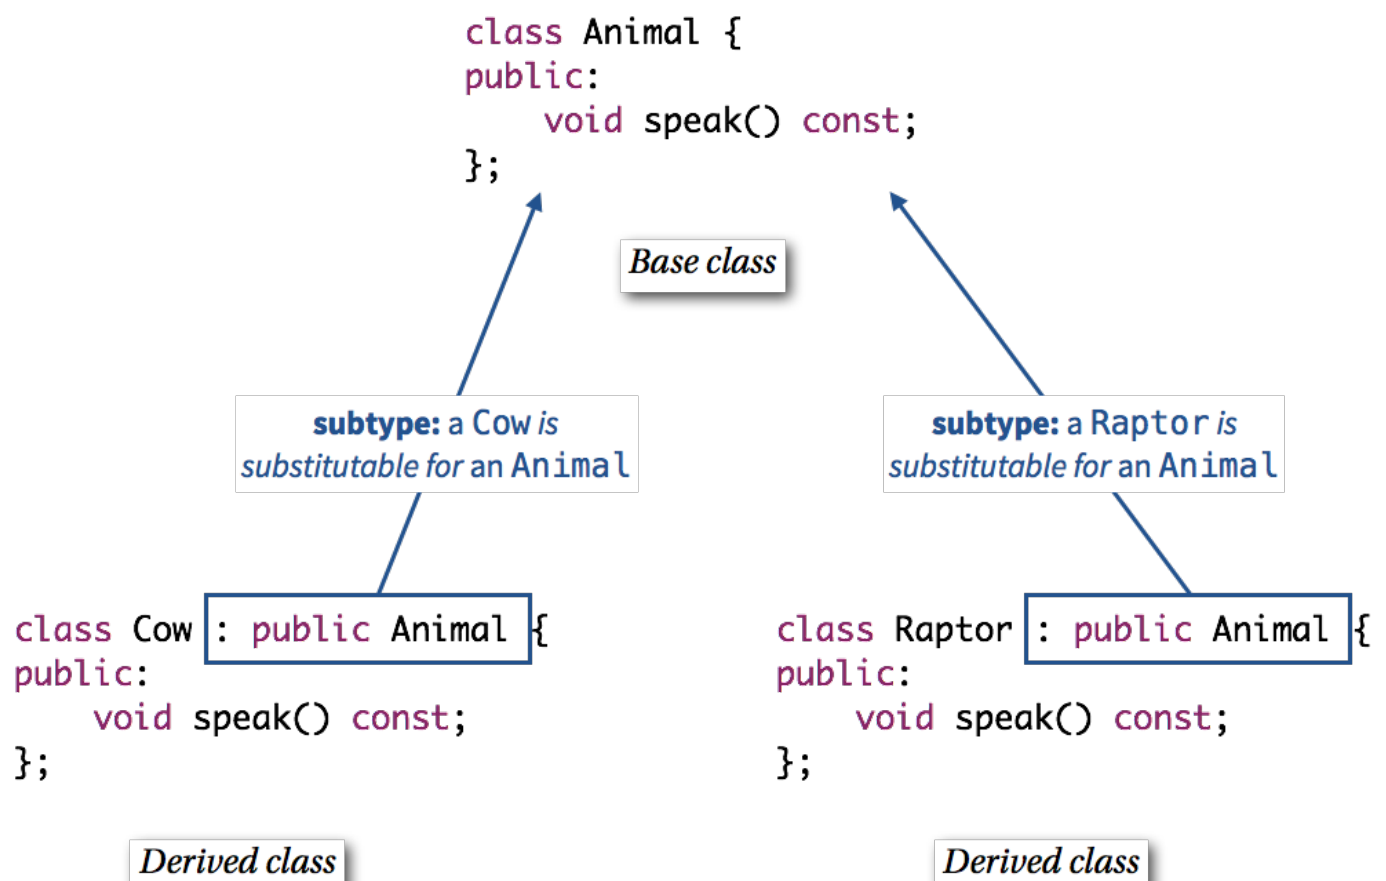 class Animal {
public:
    void speak() const;
};
Base class
subtype: a Cow is
substitutable for an Animal
subtype: a Raptor is
substitutable for an Animal
class Cow : public Animal {
public:
    void speak() const;
};
Derived class
class Raptor : public Animal {
public:
    void speak() const;
};
Derived class